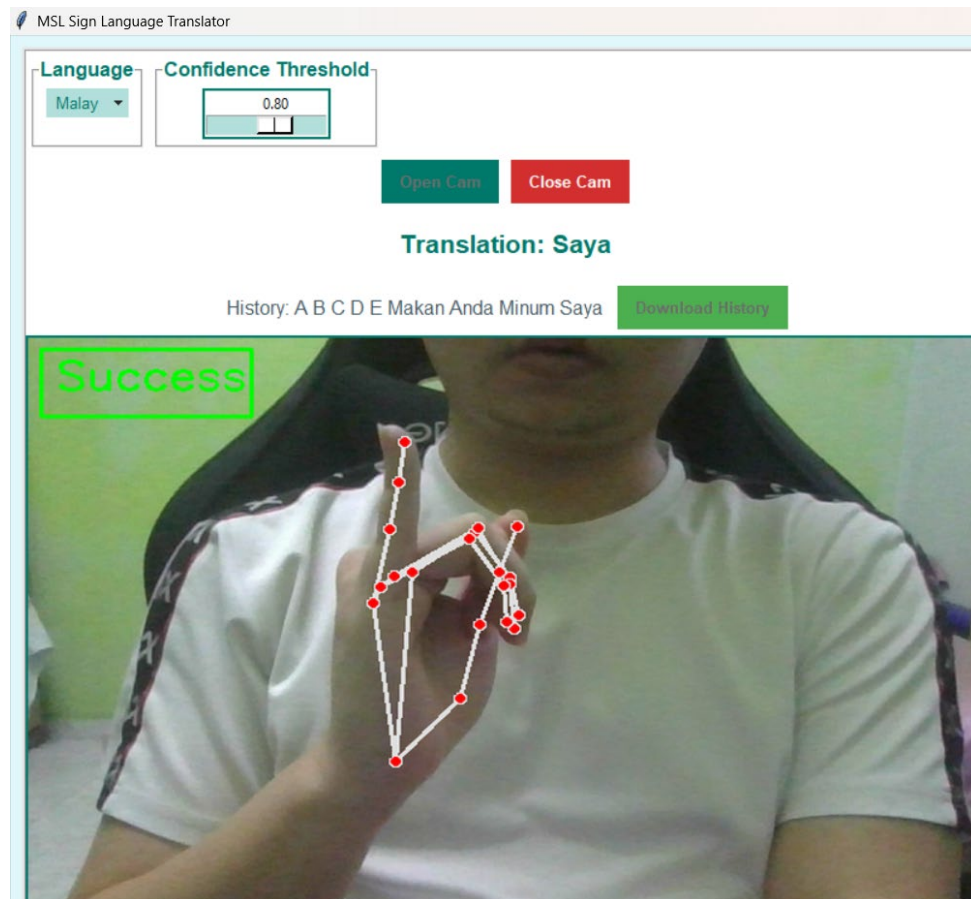 MSL Sign Language Translator
Language
Confidence Threshold
Malay
0.80
Open Cam
Close Cam
Translation: Saya
History: A B C D E Makan Anda Minum Saya
Download History
Success